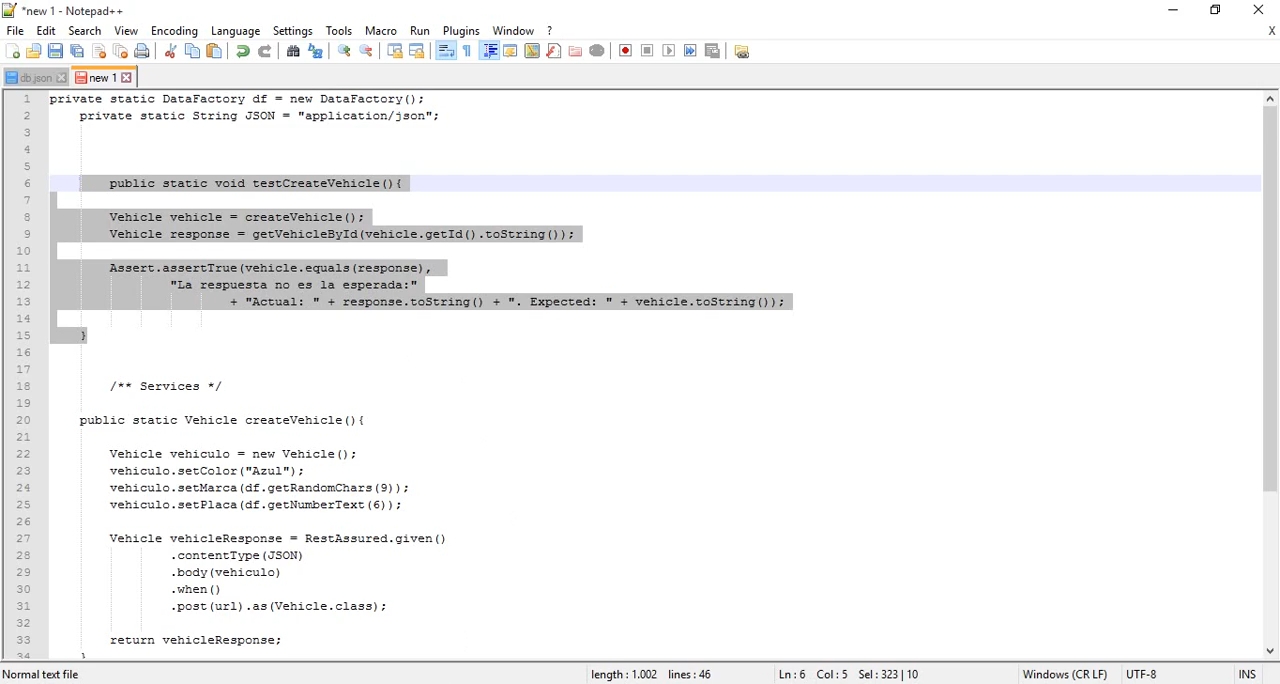 *new 1 - Notepad++
File Edit Search View Encoding Language Settings Tools Macro Run Plugins Window ? X
db.json new 1
1 private static DataFactory df = new DataFactory();
2 private static String JSON = "application/json";
3
4
5
6 public static void testCreateVehicle(){
7
8 Vehicle vehicle = createVehicle();
9 Vehicle response = getVehicleById(vehicle.getId().toString());
10
11 Assert.assertTrue(vehicle.equals(response),
12 "La respuesta no es la esperada:"
13 + "Actual: " + response.toString() + ". Expected: " + vehicle.toString());
14
15 }
16
17
18 /** Services */
19
20 public static Vehicle createVehicle(){
21
22 Vehicle vehiculo = new Vehicle();
23 vehiculo.setColor("Azul");
24 vehiculo.setMarca(df.getRandomChars(9));
25 vehiculo.setPlaca(df.getNumberText(6));
26
27 Vehicle vehicleResponse = RestAssured.given()
28 .contentType(JSON)
29 .body(vehiculo)
30 .when()
31 .post(url).as(Vehicle.class);
32
33 return vehicleResponse;
34 }
Normal text file length : 1.002 lines : 46 Ln : 6 Col : 5 Sel : 323 | 10 Windows (CR LF) UTF-8 INS